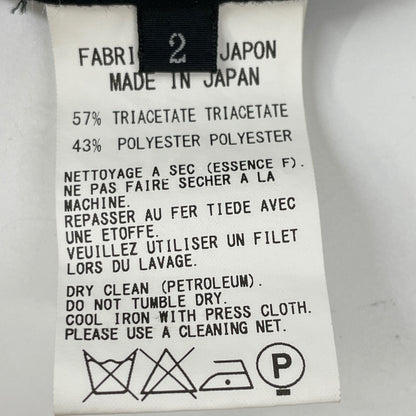 2
FABRI JAPON
MADE IN JAPAN
57% TRIACETATE TRIACETATE
43% POLYESTER POLYESTER
NETTOYAGE A SEC (ESSENCE F).
NE PAS FAIRE SECHER A LA
MACHINE.
REPASSER AU FER TIEDE AVEC
UNE ETOFFE.
VEUILLEZ UTILISER UN FILET
LORS DU LAVAGE.
DRY CLEAN (PETROLEUM).
DO NOT TUMBLE DRY.
COOL IRON WITH PRESS CLOTH.
PLEASE USE A CLEANING NET.
P